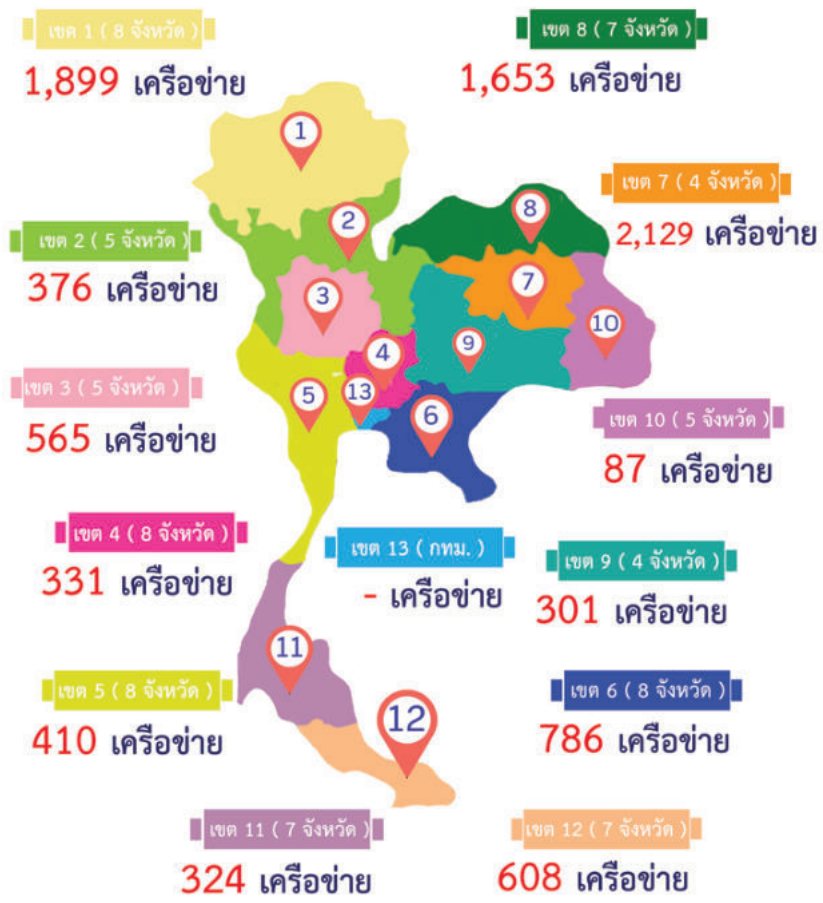 เขต 1 ( 8 จังหวัด )
1,899 เครือข่าย
เขต 8 ( 7 จังหวัด )
1,653 เครือข่าย
1
เขต 7 ( 4 จังหวัด )
2,129 เครือข่าย
8
2
เขต 2 ( 5 จังหวัด )
376 เครือข่าย
7
3
10
9
4
เขต 3 ( 5 จังหวัด )
565 เครือข่าย
5
13
6
เขต 10 ( 5 จังหวัด )
87 เครือข่าย
เขต 4 ( 8 จังหวัด )
331 เครือข่าย
เขต 13 ( กทม. )
- เครือข่าย
เขต 9 ( 4 จังหวัด )
301 เครือข่าย
11
เขต 5 ( 8 จังหวัด )
410 เครือข่าย
12
เขต 6 ( 8 จังหวัด )
786 เครือข่าย
เขต 11 ( 7 จังหวัด )
324 เครือข่าย
เขต 12 ( 7 จังหวัด )
608 เครือข่าย